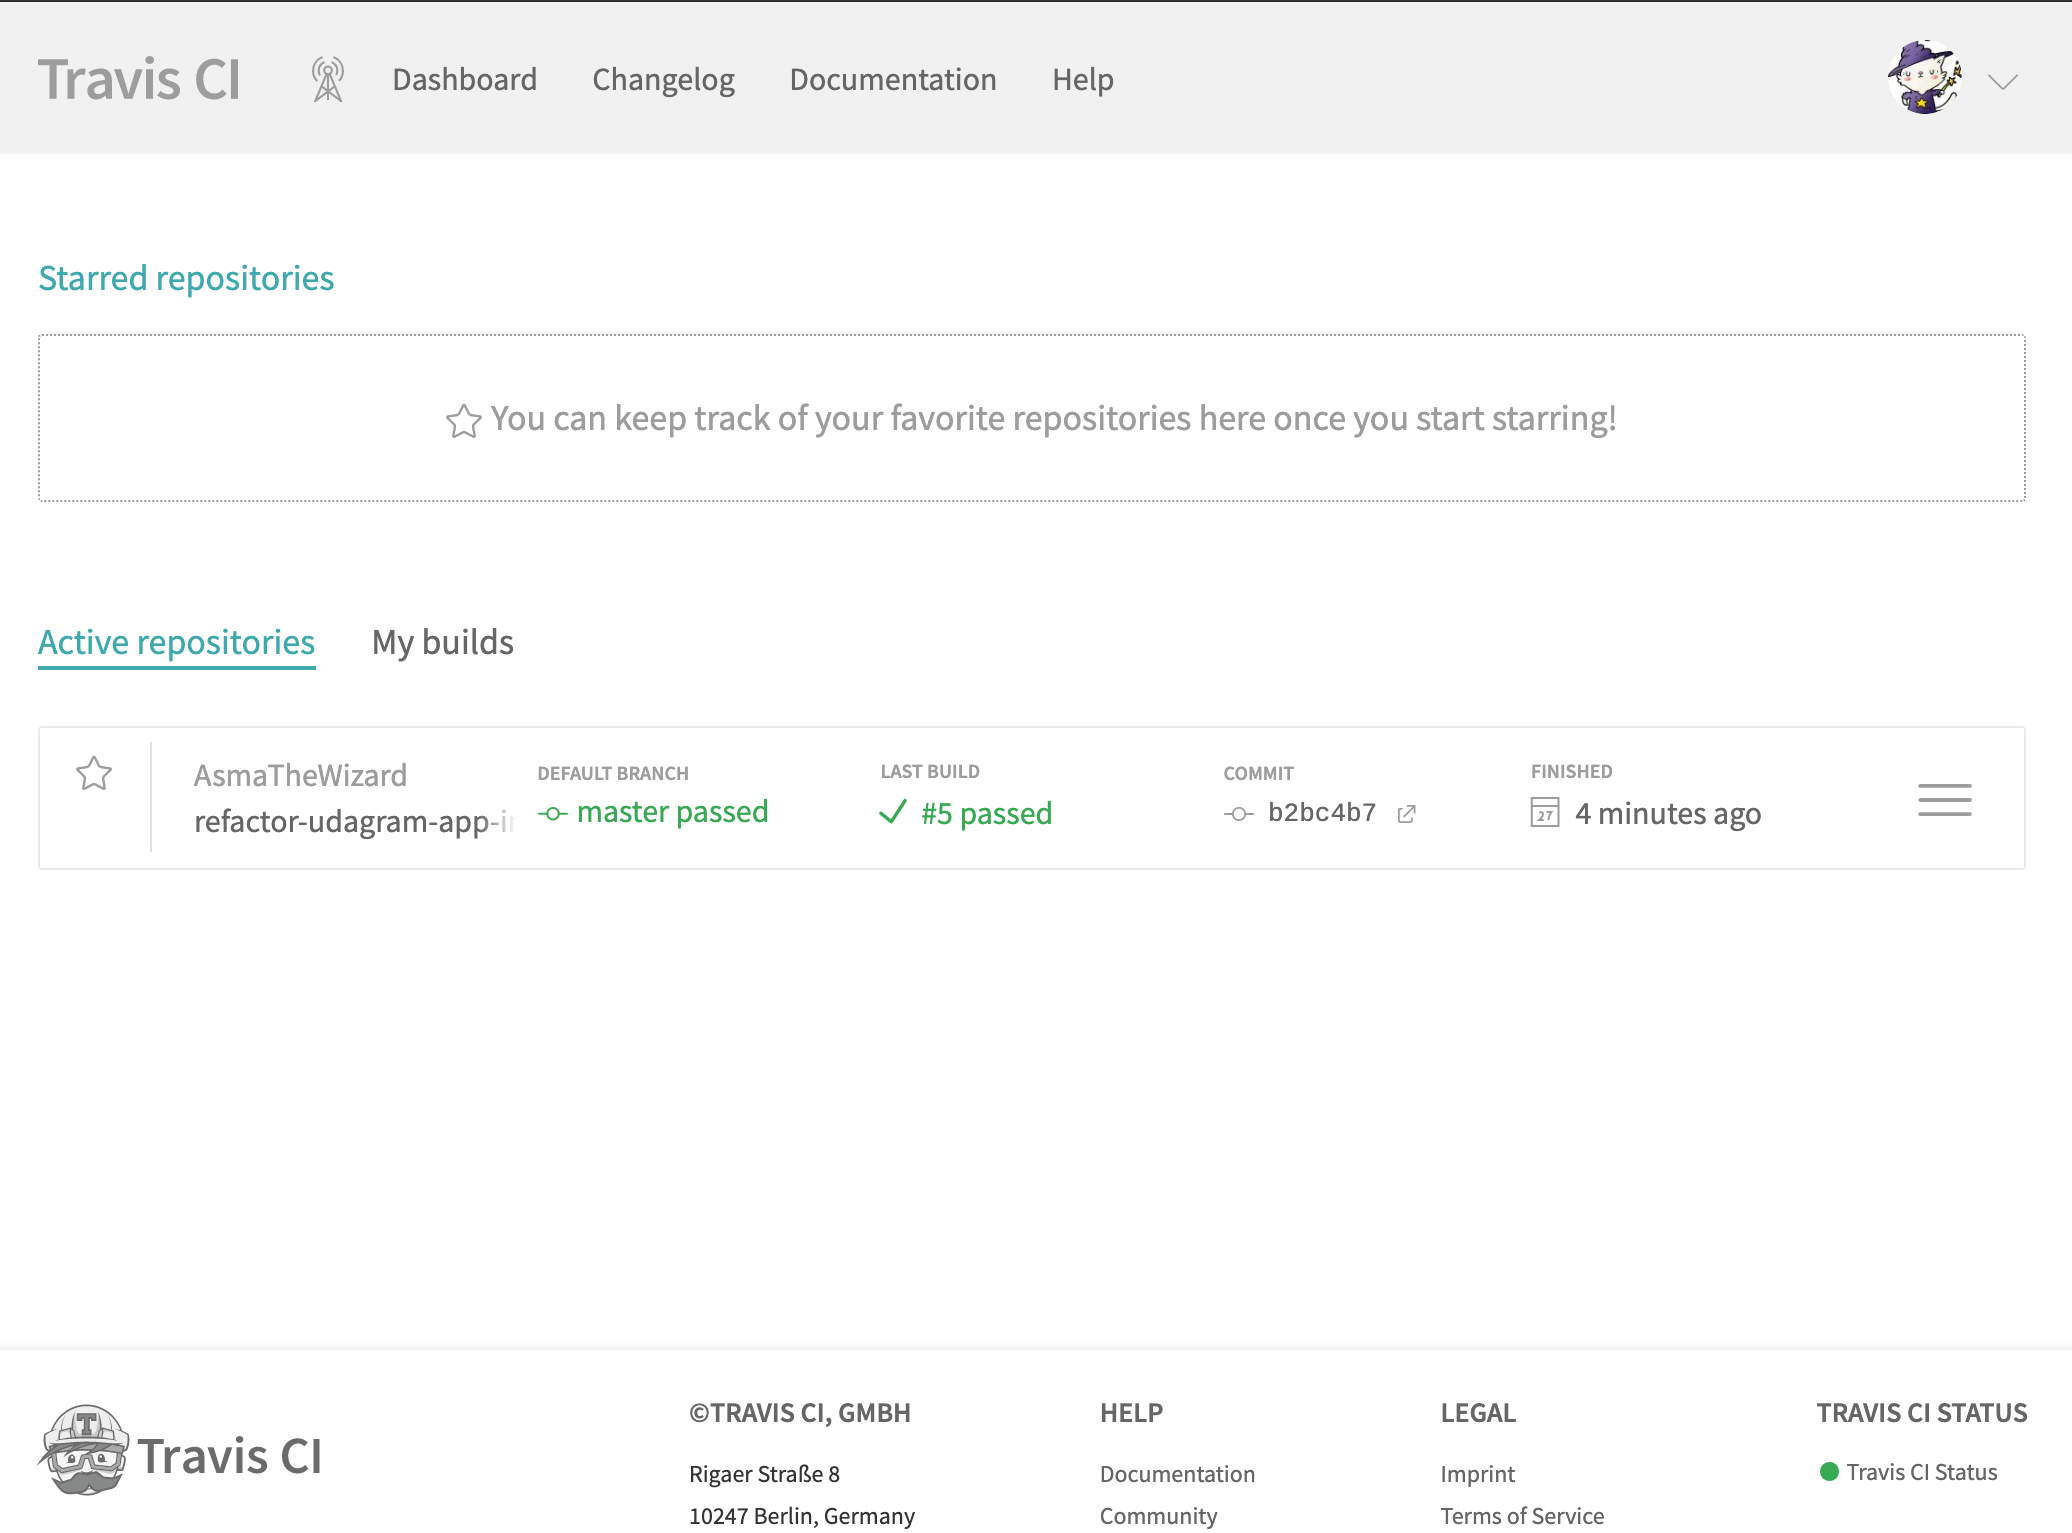 Travis CI Dashboard Changelog Documentation Help
Starred repositories
You can keep track of your favorite repositories here once you start starring!
Active repositories My builds
AsmaTheWizard DEFAULT BRANCH LAST BUILD COMMIT FINISHED
refactor-udagram-app- master passed #5 passed b2bc4b7 27 4 minutes ago
T Travis CI
©TRAVIS CI, GMBH
Rigaer Straße 8
10247 Berlin, Germany
HELP
Documentation
Community
LEGAL
Imprint
Terms of Service
TRAVIS CI STATUS
Travis CI Status